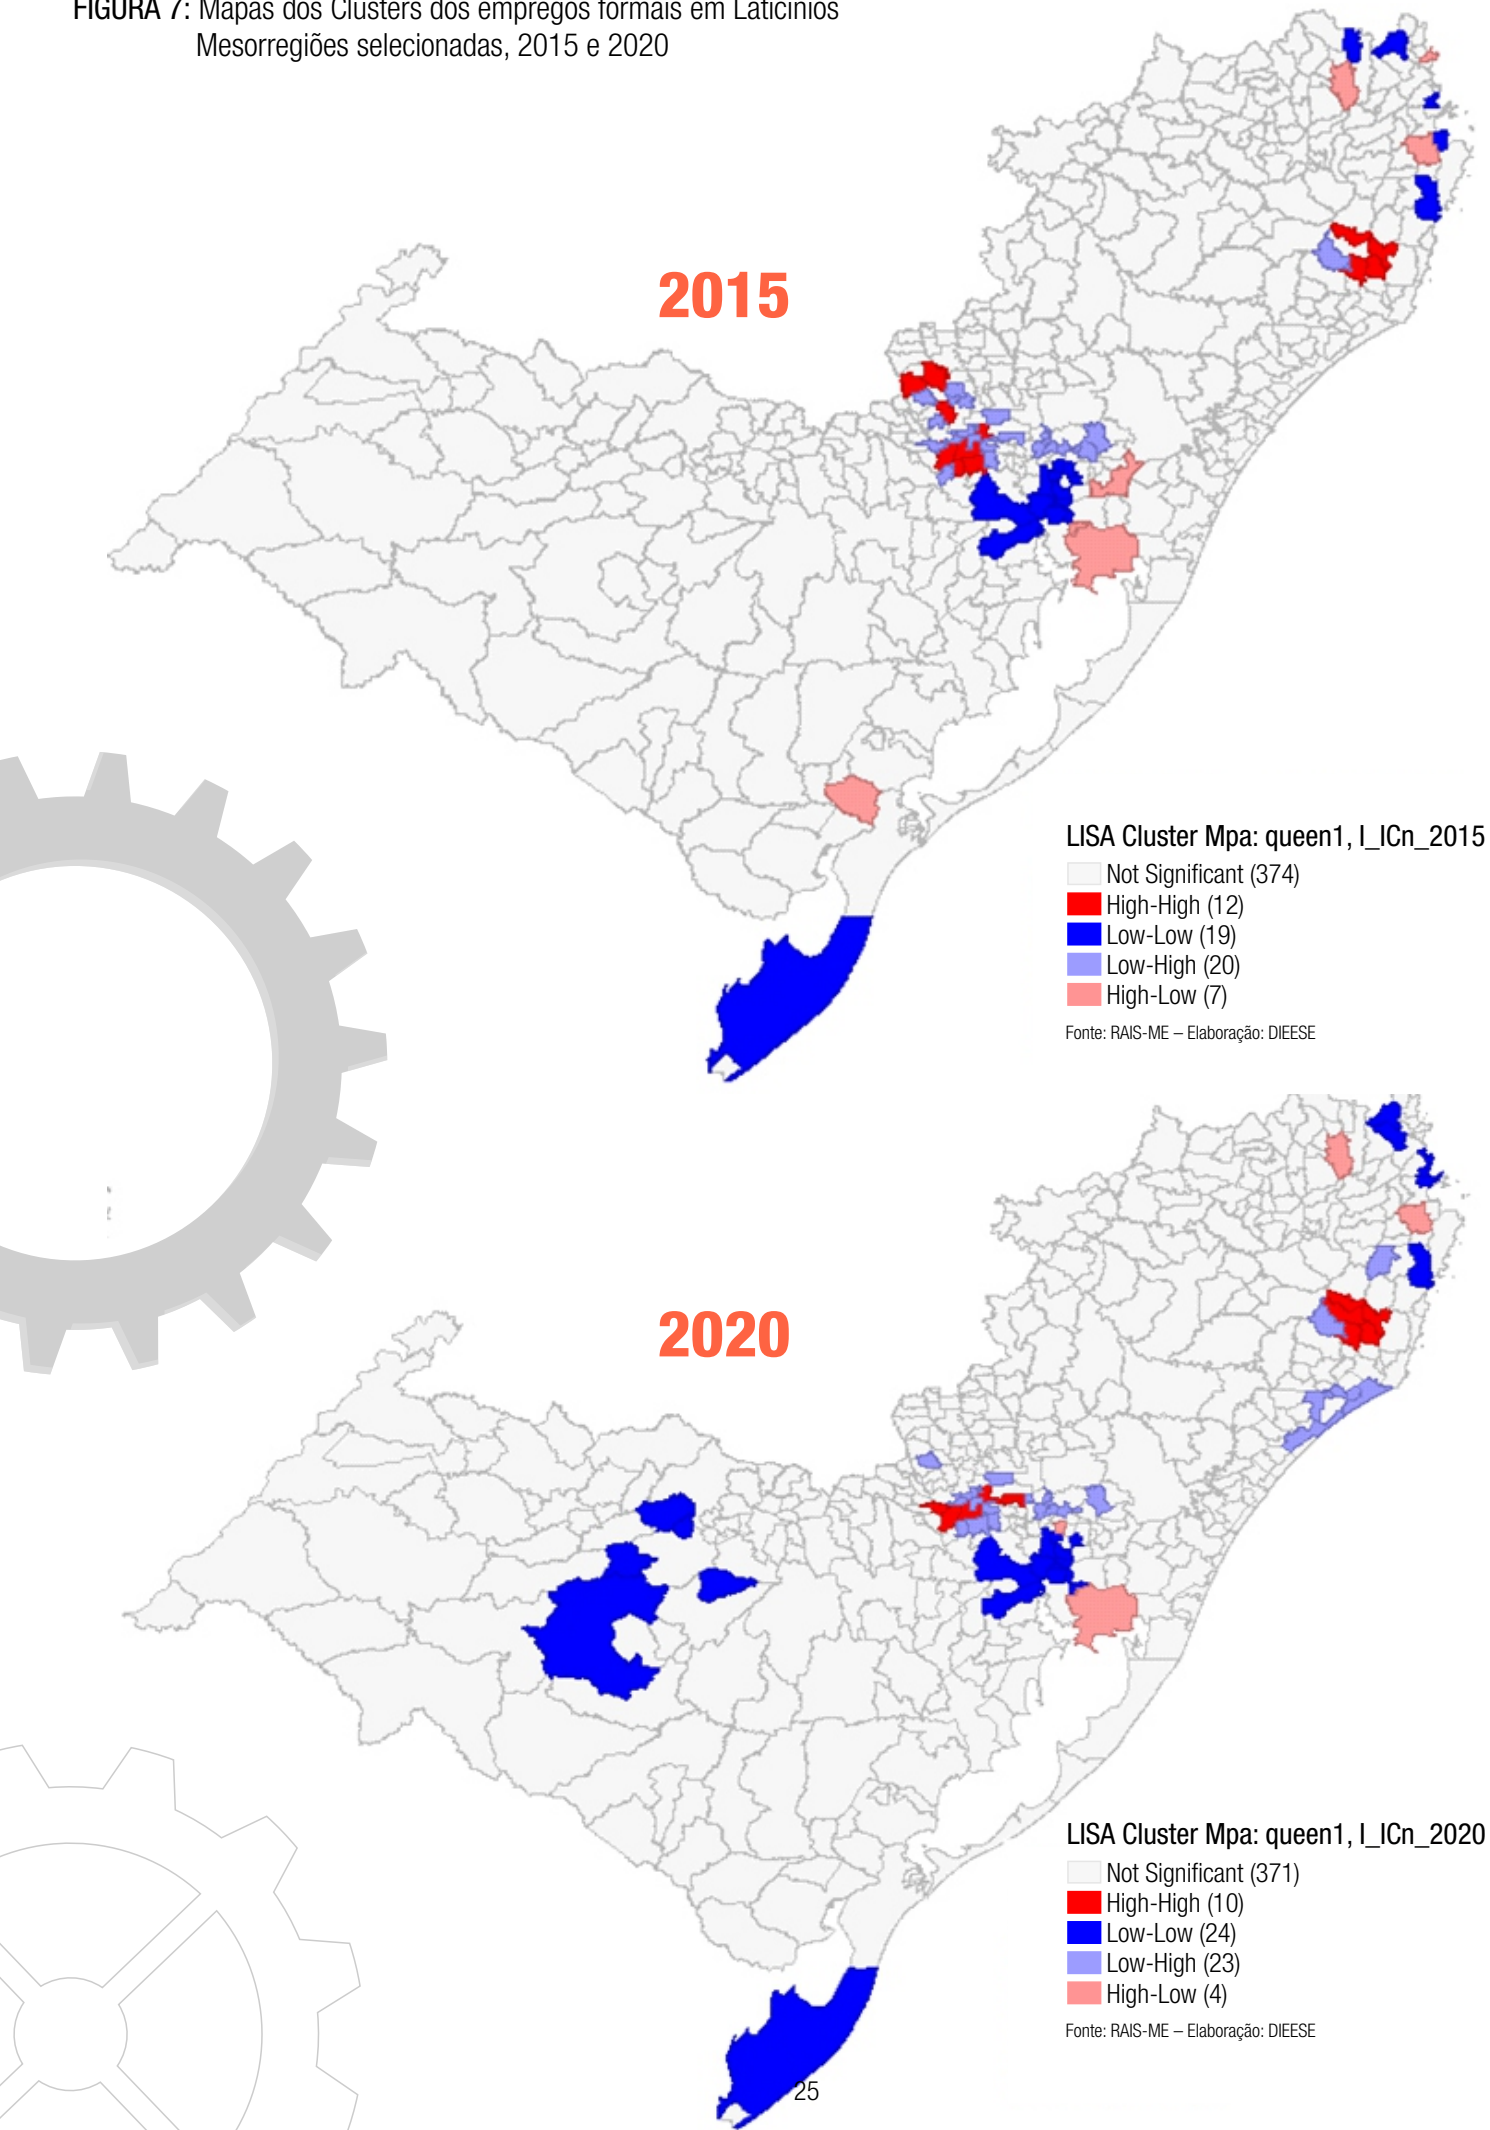 FIGURA 7: Mapas dos Clusters dos empregos formais em Laticínios
Mesorregiões selecionadas, 2015 e 2020
2015
LISA Cluster Mpa: queen1, I_ICn_2015
Not Significant (374)
High-High (12)
Low-Low (19)
Low-High (20)
High-Low (7)
Fonte: RAIS-ME – Elaboração: DIEESE
2020
LISA Cluster Mpa: queen1, I_ICn_2020
Not Significant (371)
High-High (10)
Low-Low (24)
Low-High (23)
High-Low (4)
Fonte: RAIS-ME – Elaboração: DIEESE
25